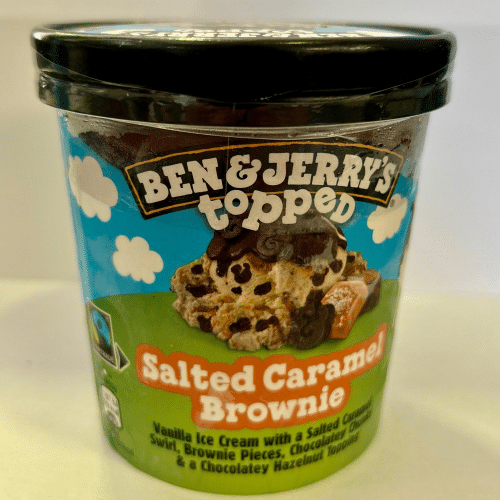 BEN & JERRY'S
topped
Salted Caramel
Brownie
Vanilla Ice Cream with a Salted Caramel
Swirl, Brownie Pieces, Chocolatey Chunks
& a Chocolatey Hazelnut Topping